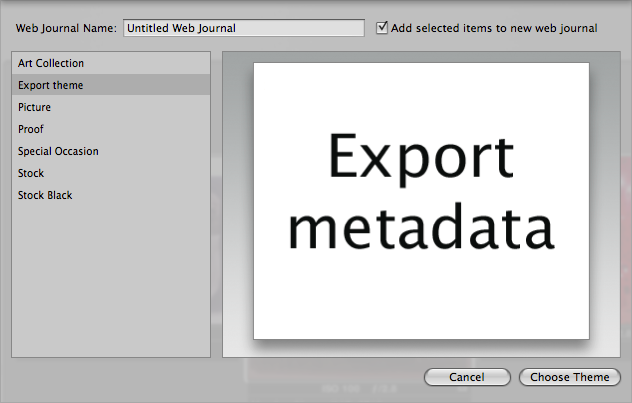 Web Journal Name: Untitled Web Journal Add selected items to new web journal
Art Collection
Export theme
Picture
Proof
Special Occasion
Stock
Stock Black
Export
metadata
Cancel Choose Theme